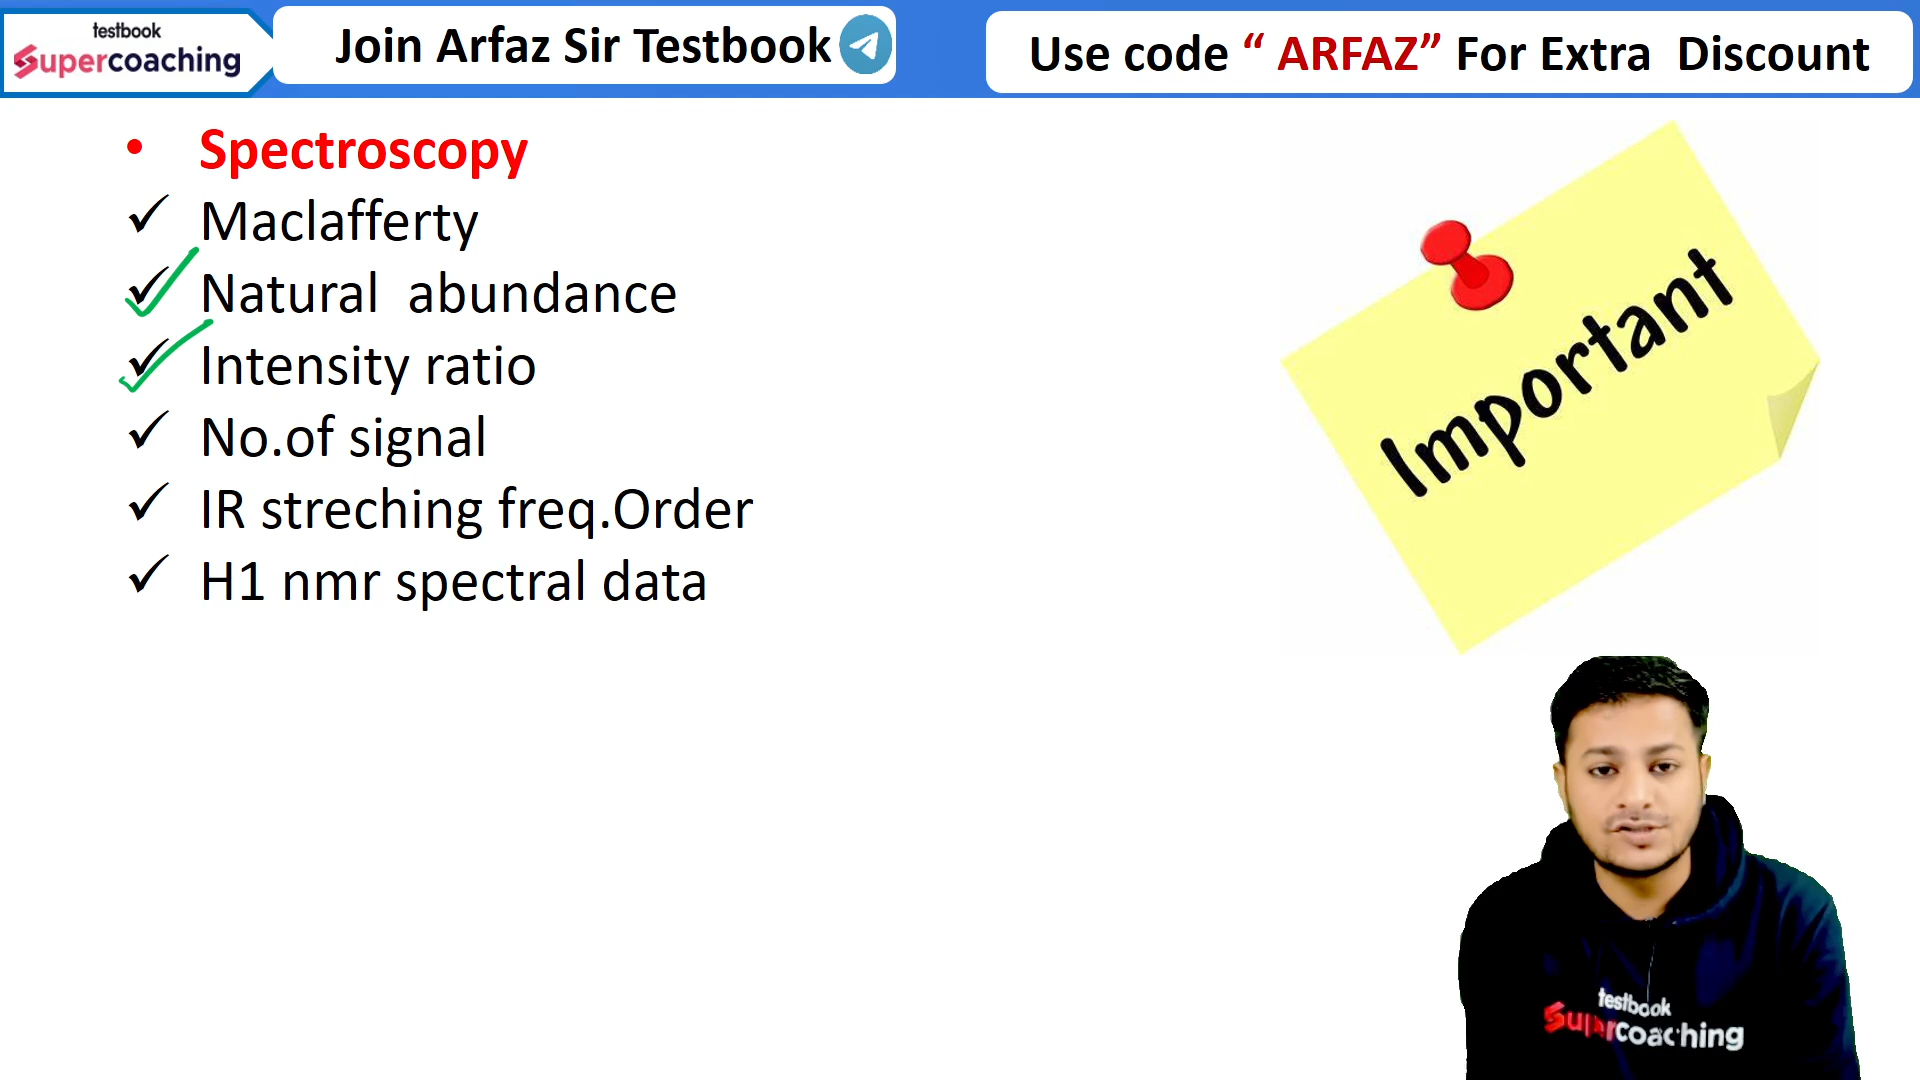 testbook
Supercoaching
Join Arfaz Sir Testbook
Use code “ ARFAZ” For Extra Discount
Spectroscopy
Maclafferty
Natural abundance
Intensity ratio
No.of signal
IR streching freq.Order
H1 nmr spectral data
Important
testbook
Supercoaching